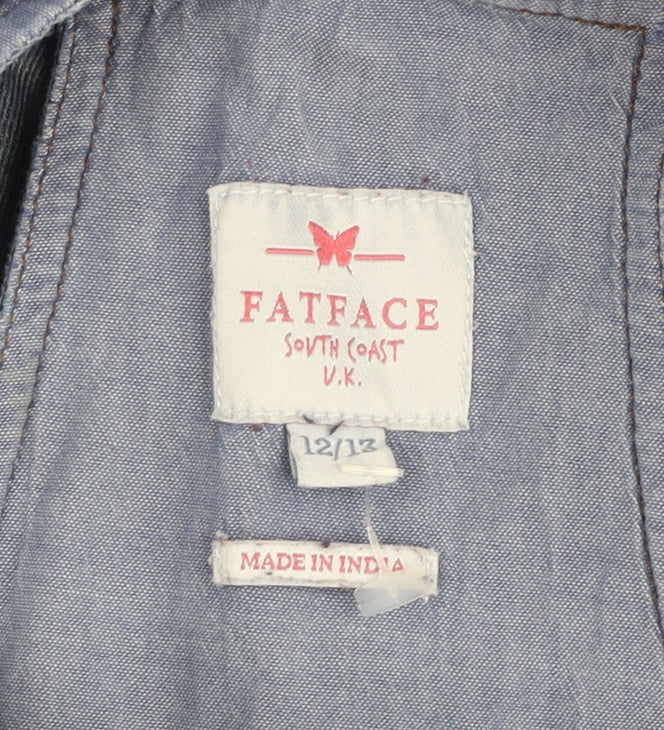 FATFACE
SOUTH COAST
U.K.
12/13
MADE IN INDIA